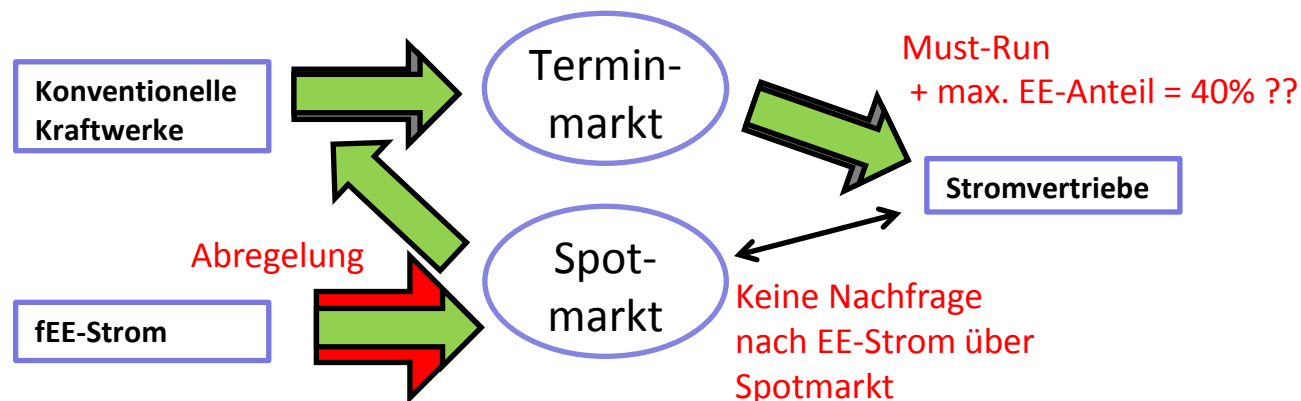 Konventionelle
Kraftwerke
Termin-
markt
Must-Run
+ max. EE-Anteil = 40% ??
Stromvertriebe
Abregelung
fEE-Strom
Spot-
markt
Keine Nachfrage
nach EE-Strom über
Spotmarkt